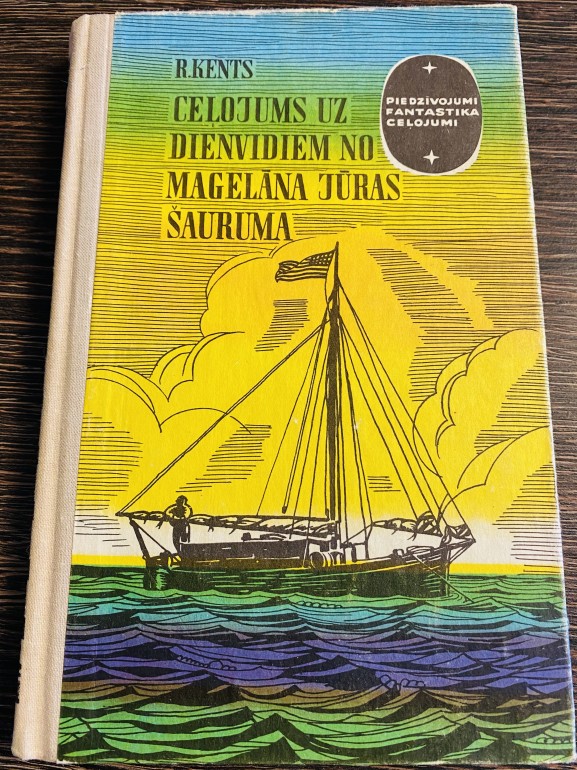 R.KENTS
CEĻOJUMS UZ
DIENVIDIEM NO
MAGELĀNA JŪRAS
ŠAURUMA
PIEDZĪVOJUMI
FANTASTIKA
CEĻOJUMI